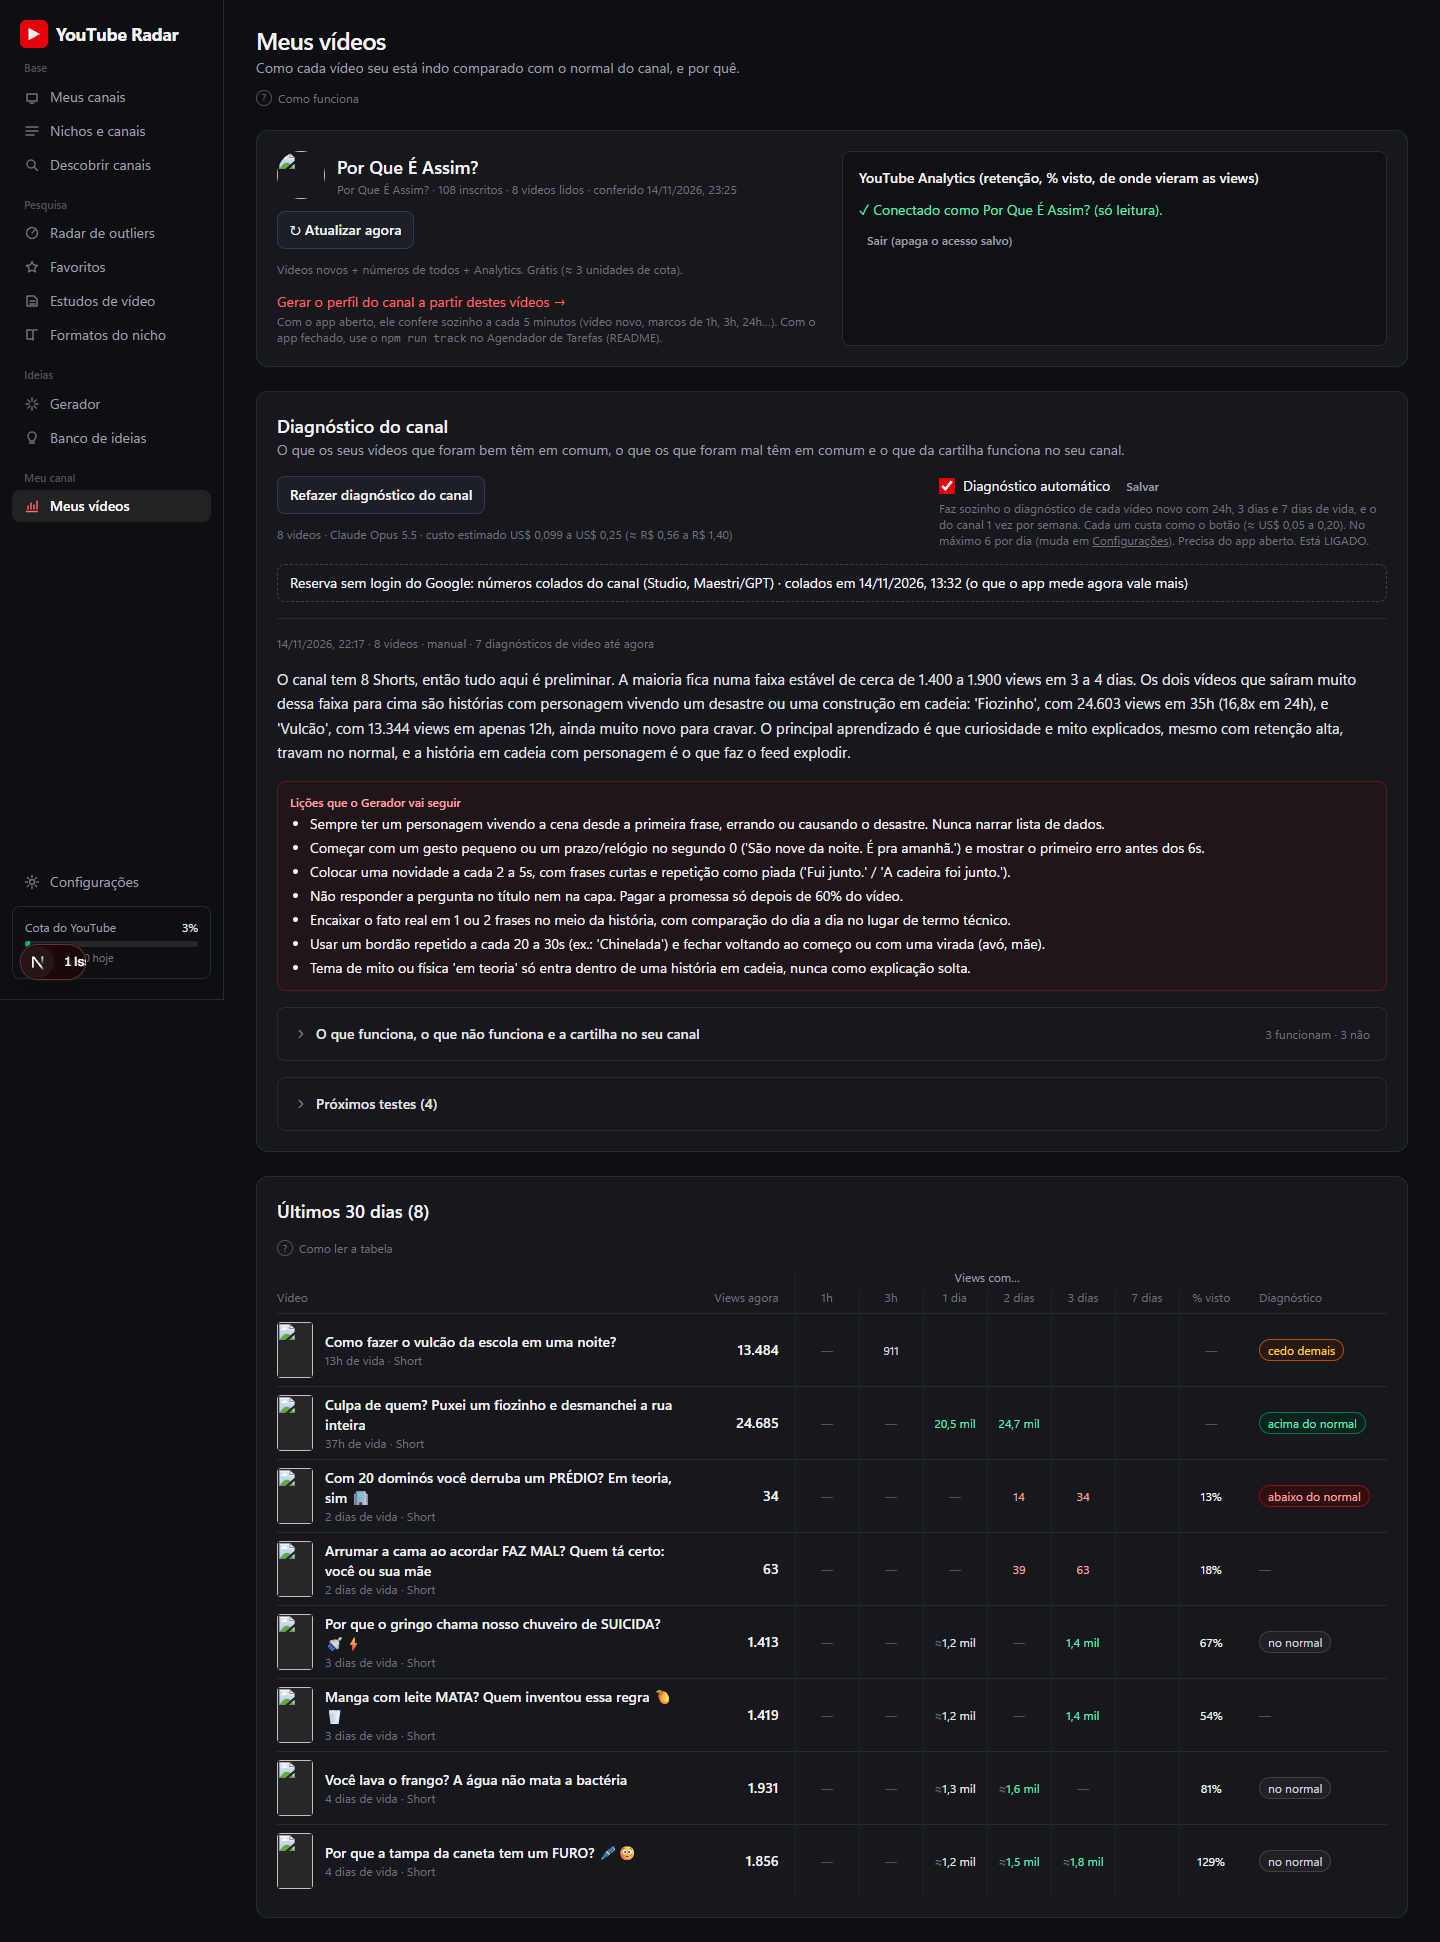 YouTube Radar
Base
Meus canais
Nichos e canais
Descobrir canais
Pesquisa
Radar de outliers
Favoritos
Estudos de vídeo
Formatos do nicho
Ideias
Gerador
Banco de ideias
Meu canal
Meus vídeos
Configurações
Cota do YouTube 3%
0 hoje
N 1 Is
Meus vídeos
Como cada vídeo seu está indo comparado com o normal do canal, e por quê.
? Como funciona
Por Que É Assim?
Por Que É Assim? · 108 inscritos · 8 vídeos lidos · conferido 14/11/2026, 23:25
↻ Atualizar agora
Vídeos novos + números de todos + Analytics. Grátis (≈ 3 unidades de cota).
Gerar o perfil do canal a partir destes vídeos →
Com o app aberto, ele confere sozinho a cada 5 minutos (vídeo novo, marcos de 1h, 3h, 24h...). Com o
app fechado, use o npm run track no Agendador de Tarefas (README).
YouTube Analytics (retenção, % visto, de onde vieram as views)
✓ Conectado como Por Que É Assim? (só leitura).
Sair (apaga o acesso salvo)
Diagnóstico do canal
O que os seus vídeos que foram bem têm em comum, o que os que foram mal têm em comum e o que da cartilha funciona no seu canal.
Refazer diagnóstico do canal
8 vídeos · Claude Opus 5.5 · custo estimado US$ 0,099 a US$ 0,25 (≈ R$ 0,56 a R$ 1,40)
Diagnóstico automático Salvar
Faz sozinho o diagnóstico de cada vídeo novo com 24h, 3 dias e 7 dias de vida, e o
do canal 1 vez por semana. Cada um custa como o botão (≈ US$ 0,05 a 0,20). No
máximo 6 por dia (muda em Configurações). Precisa do app aberto. Está LIGADO.
Reserva sem login do Google: números colados do canal (Studio, Maestri/GPT) · colados em 14/11/2026, 13:32 (o que o app mede agora vale mais)
14/11/2026, 22:17 · 8 vídeos · manual · 7 diagnósticos de vídeo até agora
O canal tem 8 Shorts, então tudo aqui é preliminar. A maioria fica numa faixa estável de cerca de 1.400 a 1.900 views em 3 a 4 dias. Os dois vídeos que saíram muito
dessa faixa para cima são histórias com personagem vivendo um desastre ou uma construção em cadeia: 'Fiozinho', com 24.603 views em 35h (16,8x em 24h), e
'Vulcão', com 13.344 views em apenas 12h, ainda muito novo para cravar. O principal aprendizado é que curiosidade e mito explicados, mesmo com retenção alta,
travam no normal, e a história em cadeia com personagem é o que faz o feed explodir.
Lições que o Gerador vai seguir
• Sempre ter um personagem vivendo a cena desde a primeira frase, errando ou causando o desastre. Nunca narrar lista de dados.
• Começar com um gesto pequeno ou um prazo/relógio no segundo 0 ('São nove da noite. É pra amanhã.') e mostrar o primeiro erro antes dos 6s.
• Colocar uma novidade a cada 2 a 5s, com frases curtas e repetição como piada ('Fui junto.' / 'A cadeira foi junto.').
• Não responder a pergunta no título nem na capa. Pagar a promessa só depois de 60% do vídeo.
• Encaixar o fato real em 1 ou 2 frases no meio da história, com comparação do dia a dia no lugar de termo técnico.
• Usar um bordão repetido a cada 20 a 30s (ex.: 'Chinelada') e fechar voltando ao começo ou com uma virada (avó, mãe).
• Tema de mito ou física 'em teoria' só entra dentro de uma história em cadeia, nunca como explicação solta.
O que funciona, o que não funciona e a cartilha no seu canal 3 funcionam · 3 não
Próximos testes (4)
Últimos 30 dias (8)
? Como ler a tabela
Views com...
Vídeo Views agora 1h 3h 1 dia 2 dias 3 dias 7 dias % visto Diagnóstico
Como fazer o vulcão da escola em uma noite?
13h de vida · Short
13.484 — 911 — cedo demais
Culpa de quem? Puxei um fiozinho e desmanchei a rua
inteira
37h de vida · Short
24.685 — — 20,5 mil 24,7 mil — acima do normal
Com 20 dominós você derruba um PRÉDIO? Em teoria,
sim 🏢
2 dias de vida · Short
34 — — — 14 34 13% abaixo do normal
Arrumar a cama ao acordar FAZ MAL? Quem tá certo:
você ou sua mãe
2 dias de vida · Short
63 — — — 39 63 18% —
Por que o gringo chama nosso chuveiro de SUICIDA?
🚿⚡
3 dias de vida · Short
1.413 — — ≈1,2 mil — 1,4 mil 67% no normal
Manga com leite MATA? Quem inventou essa regra 🥭
🥛
3 dias de vida · Short
1.419 — — ≈1,2 mil — 1,4 mil 54% —
Você lava o frango? A água não mata a bactéria
4 dias de vida · Short
1.931 — — ≈1,3 mil ≈1,6 mil — 81% no normal
Por que a tampa da caneta tem um FURO? 🖊️😳
4 dias de vida · Short
1.856 — — ≈1,2 mil ≈1,5 mil ≈1,8 mil 129% no normal